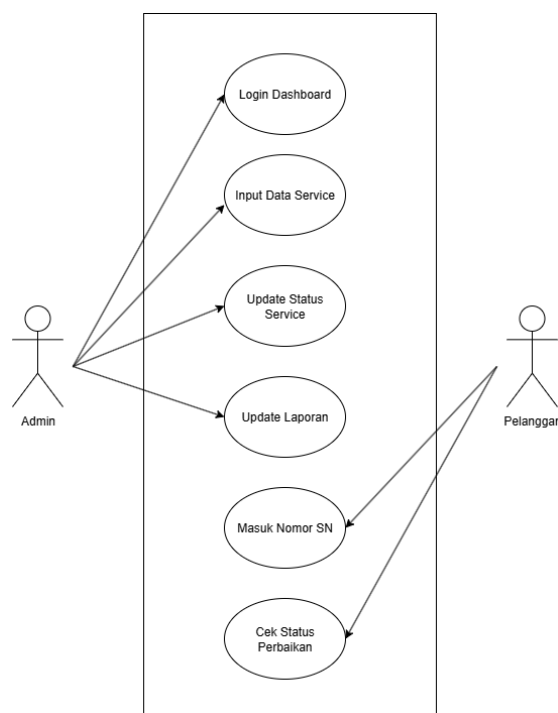 Login Dashboard
Input Data Service
Update Status
Service
Admin
Pelanggan
Update Laporan
Masuk Nomor SN
Cek Status
Perbaikan